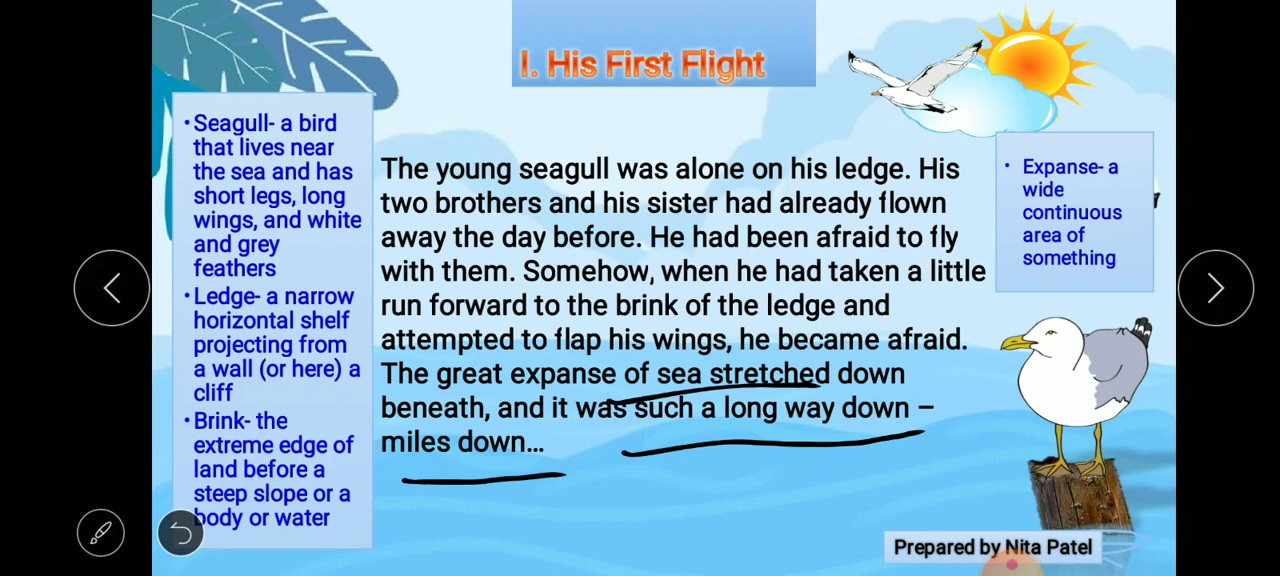 I. His First Flight
• Seagull- a bird
that lives near
the sea and has
short legs, long
wings, and white
and grey
feathers
• Ledge- a narrow
horizontal shelf
projecting from
a wall (or here) a
cliff
• Brink- the
extreme edge of
land before a
steep slope or a
body or water
The young seagull was alone on his ledge. His
two brothers and his sister had already flown
away the day before. He had been afraid to fly
with them. Somehow, when he had taken a little
run forward to the brink of the ledge and
attempted to flap his wings, he became afraid.
The great expanse of sea stretched down
beneath, and it was such a long way down –
miles down...
• Expanse- a
wide
continuous
area of
something
Prepared by Nita Patel